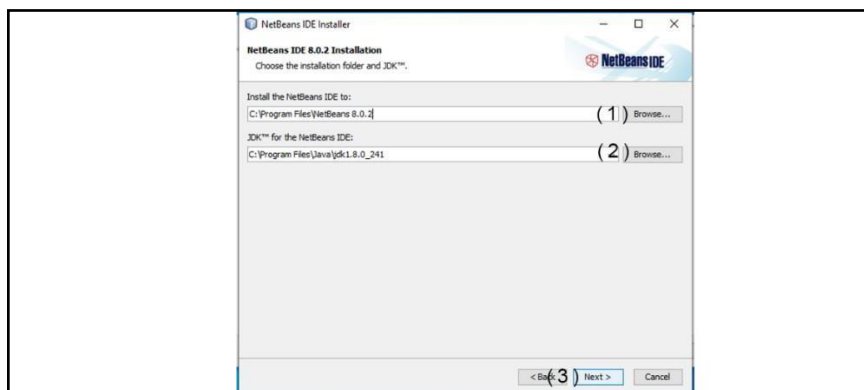 NetBeans IDE Installer
NetBeans IDE 8.0.2 Installation
Choose the installation folder and JDK™.
NetBeans IDE
Install the NetBeans IDE to:
C:\Program Files\NetBeans 8.0.2
(1) Browse...
JDK™ for the NetBeans IDE:
C:\Program Files\Java\jdk1.8.0_241
(2) Browse...
< Back (3) Next > Cancel